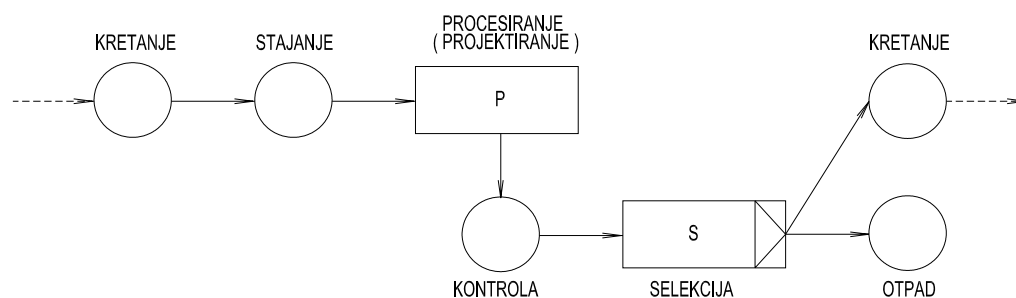 KRETANJE
STAJANJE
PROCESIRANJE
( PROJEKTIRANJE )
KRETANJE
P
S
KONTROLA
SELEKCIJA
OTPAD